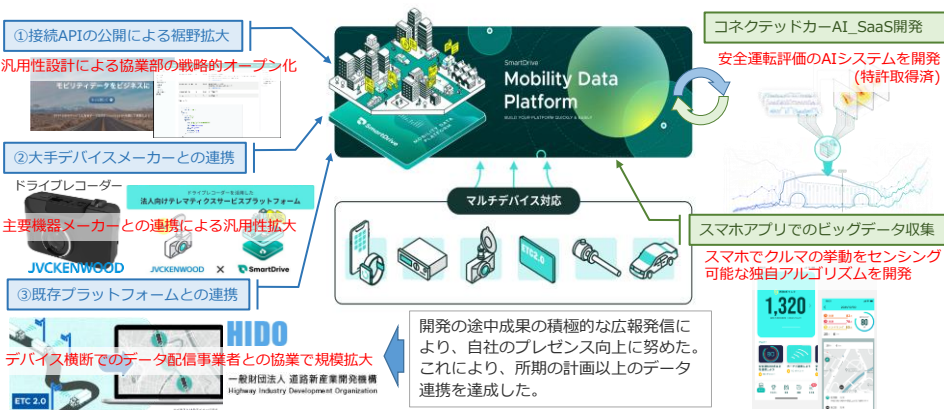 ①接続APIの公開による裾野拡大
汎用性設計による協業部の戦略的オープン化
モビリティデータをビジネスに
②大手デバイスメーカーとの連携
ドライブレコーダー
ドライブレコーダーを活用した
法人向けテレマティクスサービスプラットフォーム
主要機器メーカーとの連携による汎用性拡大
JVCKENWOOD
JVCKENWOOD × SmartDrive
③既存プラットフォームとの連携
HIDO
デバイス横断でのデータ配信事業者との協業で規模拡大
一般財団法人 道路新産業開発機構
Highway Industry Development Organization
ETC 2.0
SmartDrive
Mobility Data
Platform
BUILD YOUR PLATFORM QUICKLY & EASILY
SmartDrive
MOBILITY DATA
PLATFORM
マルチデバイス対応
ETC2.0
開発の途中成果の積極的な広報発信に
より、自社のプレゼンス向上に努めた。
これにより、所期の計画以上のデータ
連携を達成した。
コネクテッドカーAI_SaaS開発
安全運転評価のAIシステムを開発
(特許取得済)
スマホアプリでのビッグデータ収集
スマホでクルマの挙動をセンシング
可能な独自アルゴリズムを開発
1,320
80